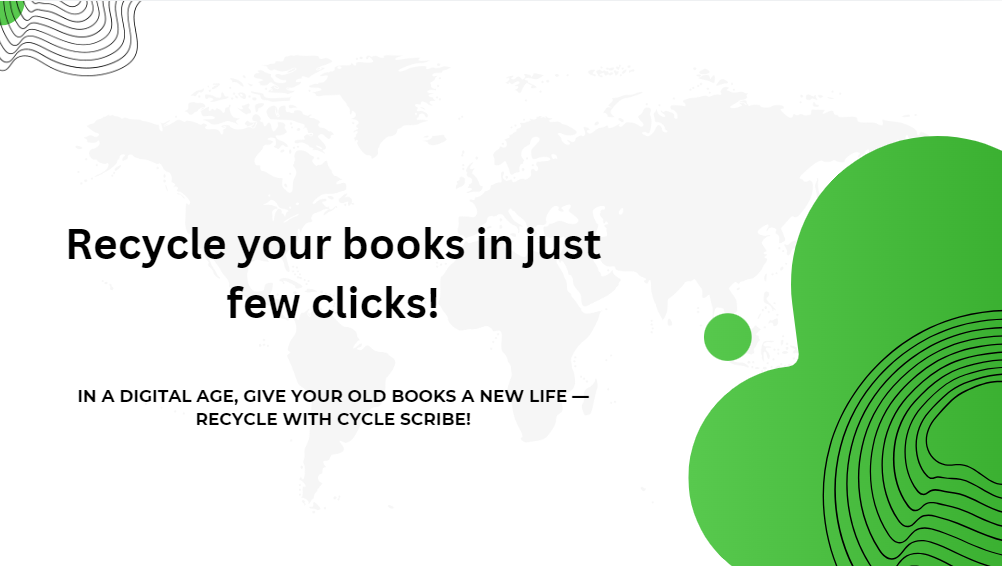 Recycle your books in just
few clicks!
IN A DIGITAL AGE, GIVE YOUR OLD BOOKS A NEW LIFE —
RECYCLE WITH CYCLE SCRIBE!